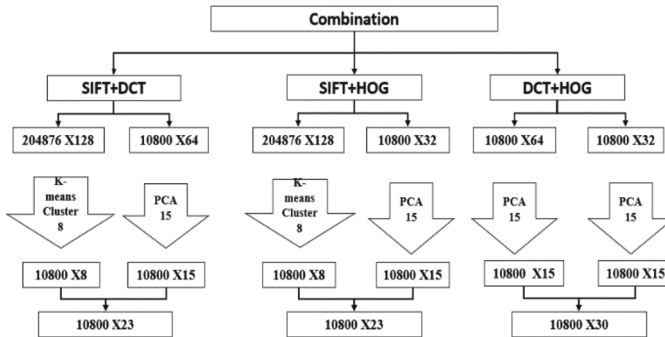 Combination
SIFT+DCT
SIFT+HOG
DCT+HOG
204876 X128
10800 X64
204876 X128
10800 X32
10800 X64
10800 X32
K-
means
Cluster
8
PCA
15
K-
means
Cluster
8
PCA
15
PCA
15
PCA
15
10800 X8
10800 X15
10800 X8
10800 X15
10800 X15
10800 X15
10800 X23
10800 X23
10800 X30